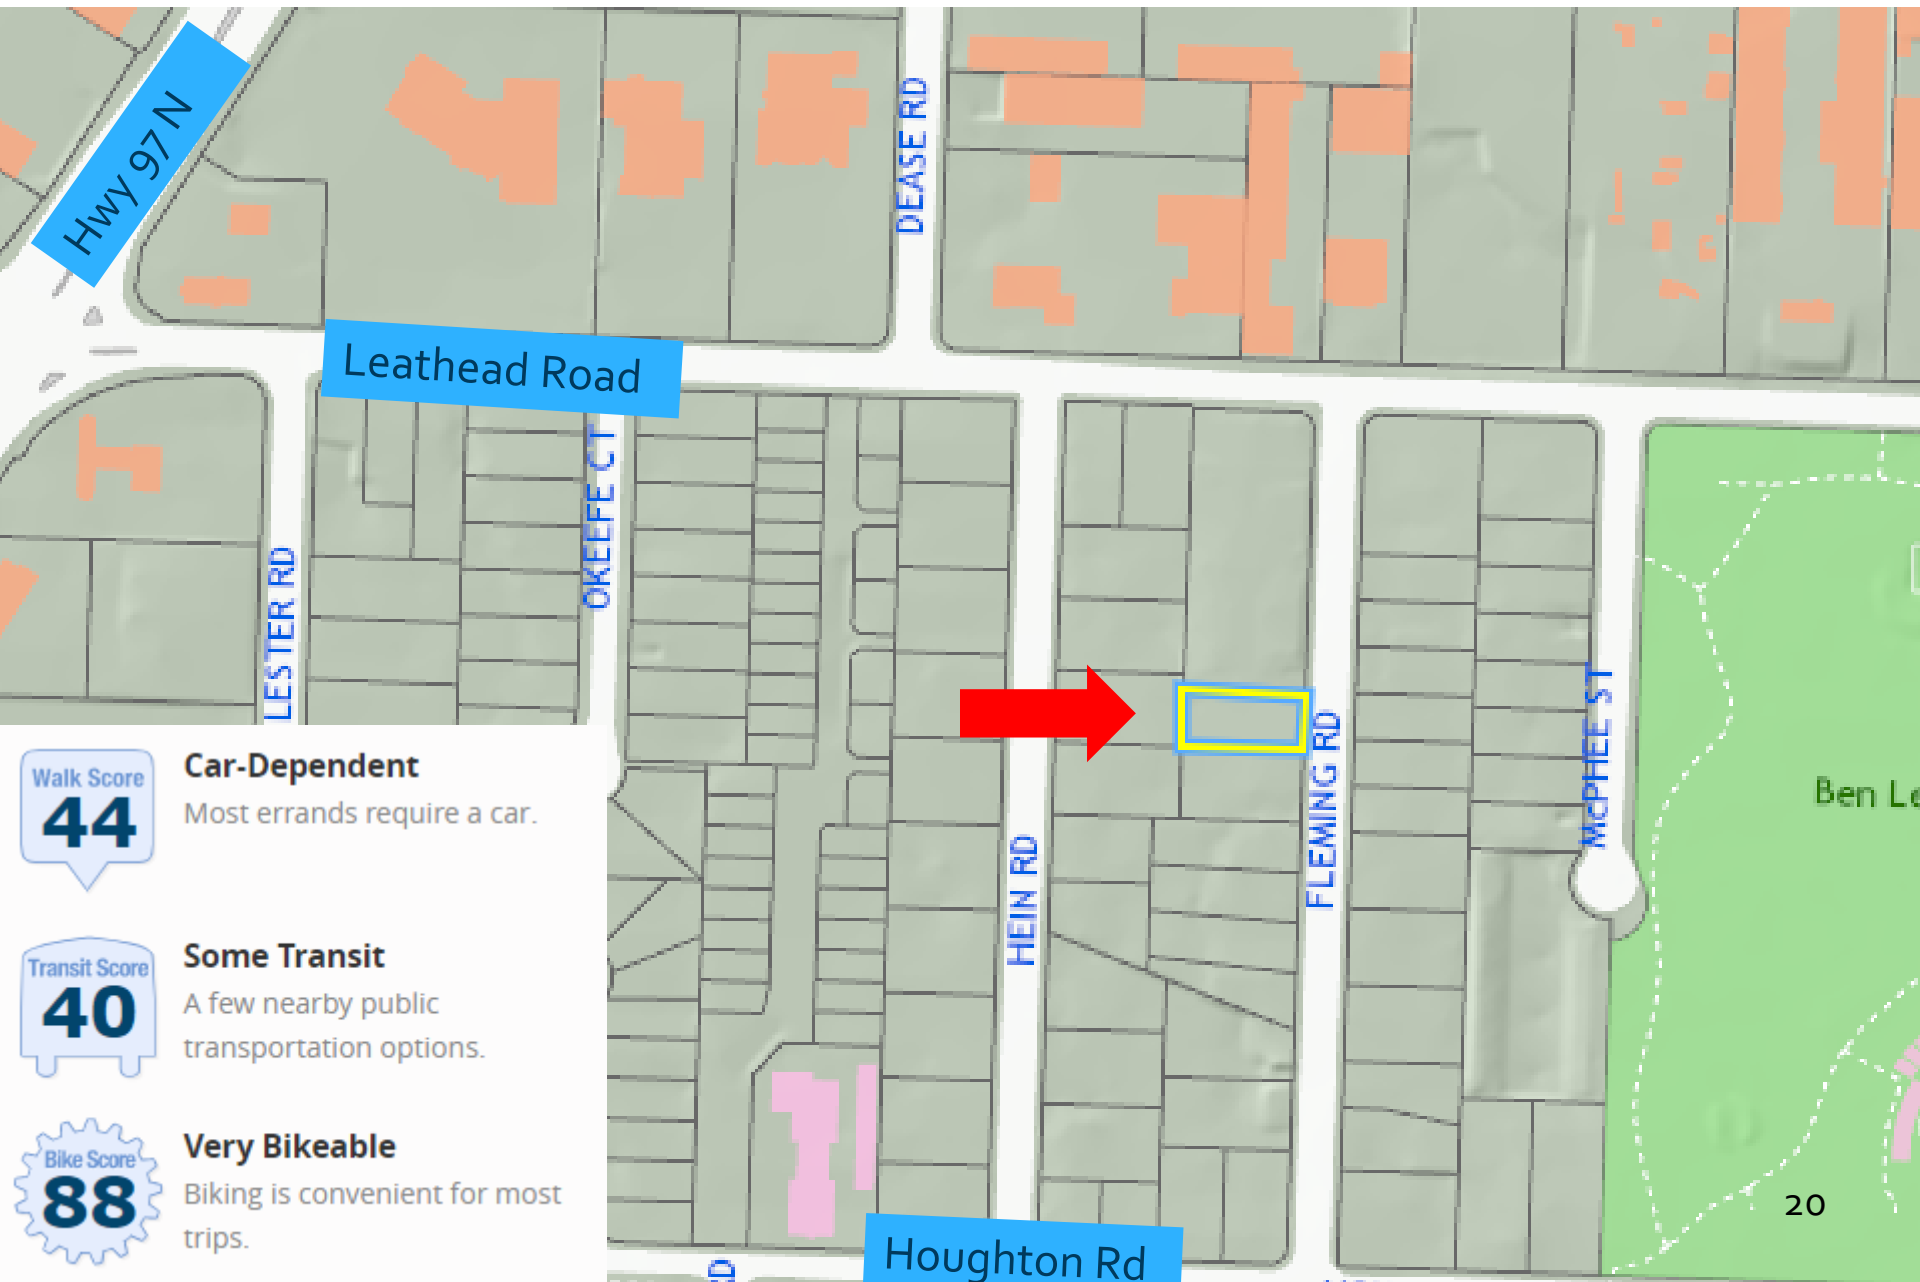 Hwy 97 N
DEASE RD
Leathead Road
OKEEFE CT
LESTER RD
McPHEE ST
FLEMING RD
HEIN RD
Ben Le
Walk Score
44
Car-Dependent
Most errands require a car.
Transit Score
40
Some Transit
A few nearby public
transportation options.
Bike Score
88
Very Bikeable
Biking is convenient for most
trips.
Houghton Rd
20